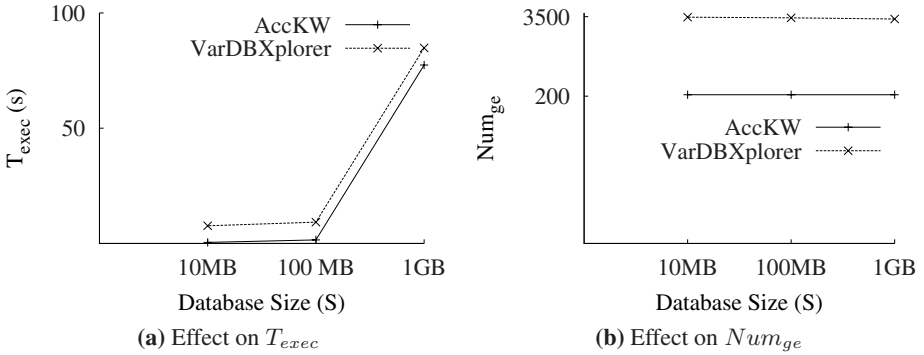 100
50
T_exec (s)
AccKW
VarDBXplorer
10MB 100 MB 1GB
Database Size (S)
(a) Effect on T_exec
3500
200
Num_ge
AccKW
VarDBXplorer
10MB 100MB 1GB
Database Size (S)
(b) Effect on Num_ge